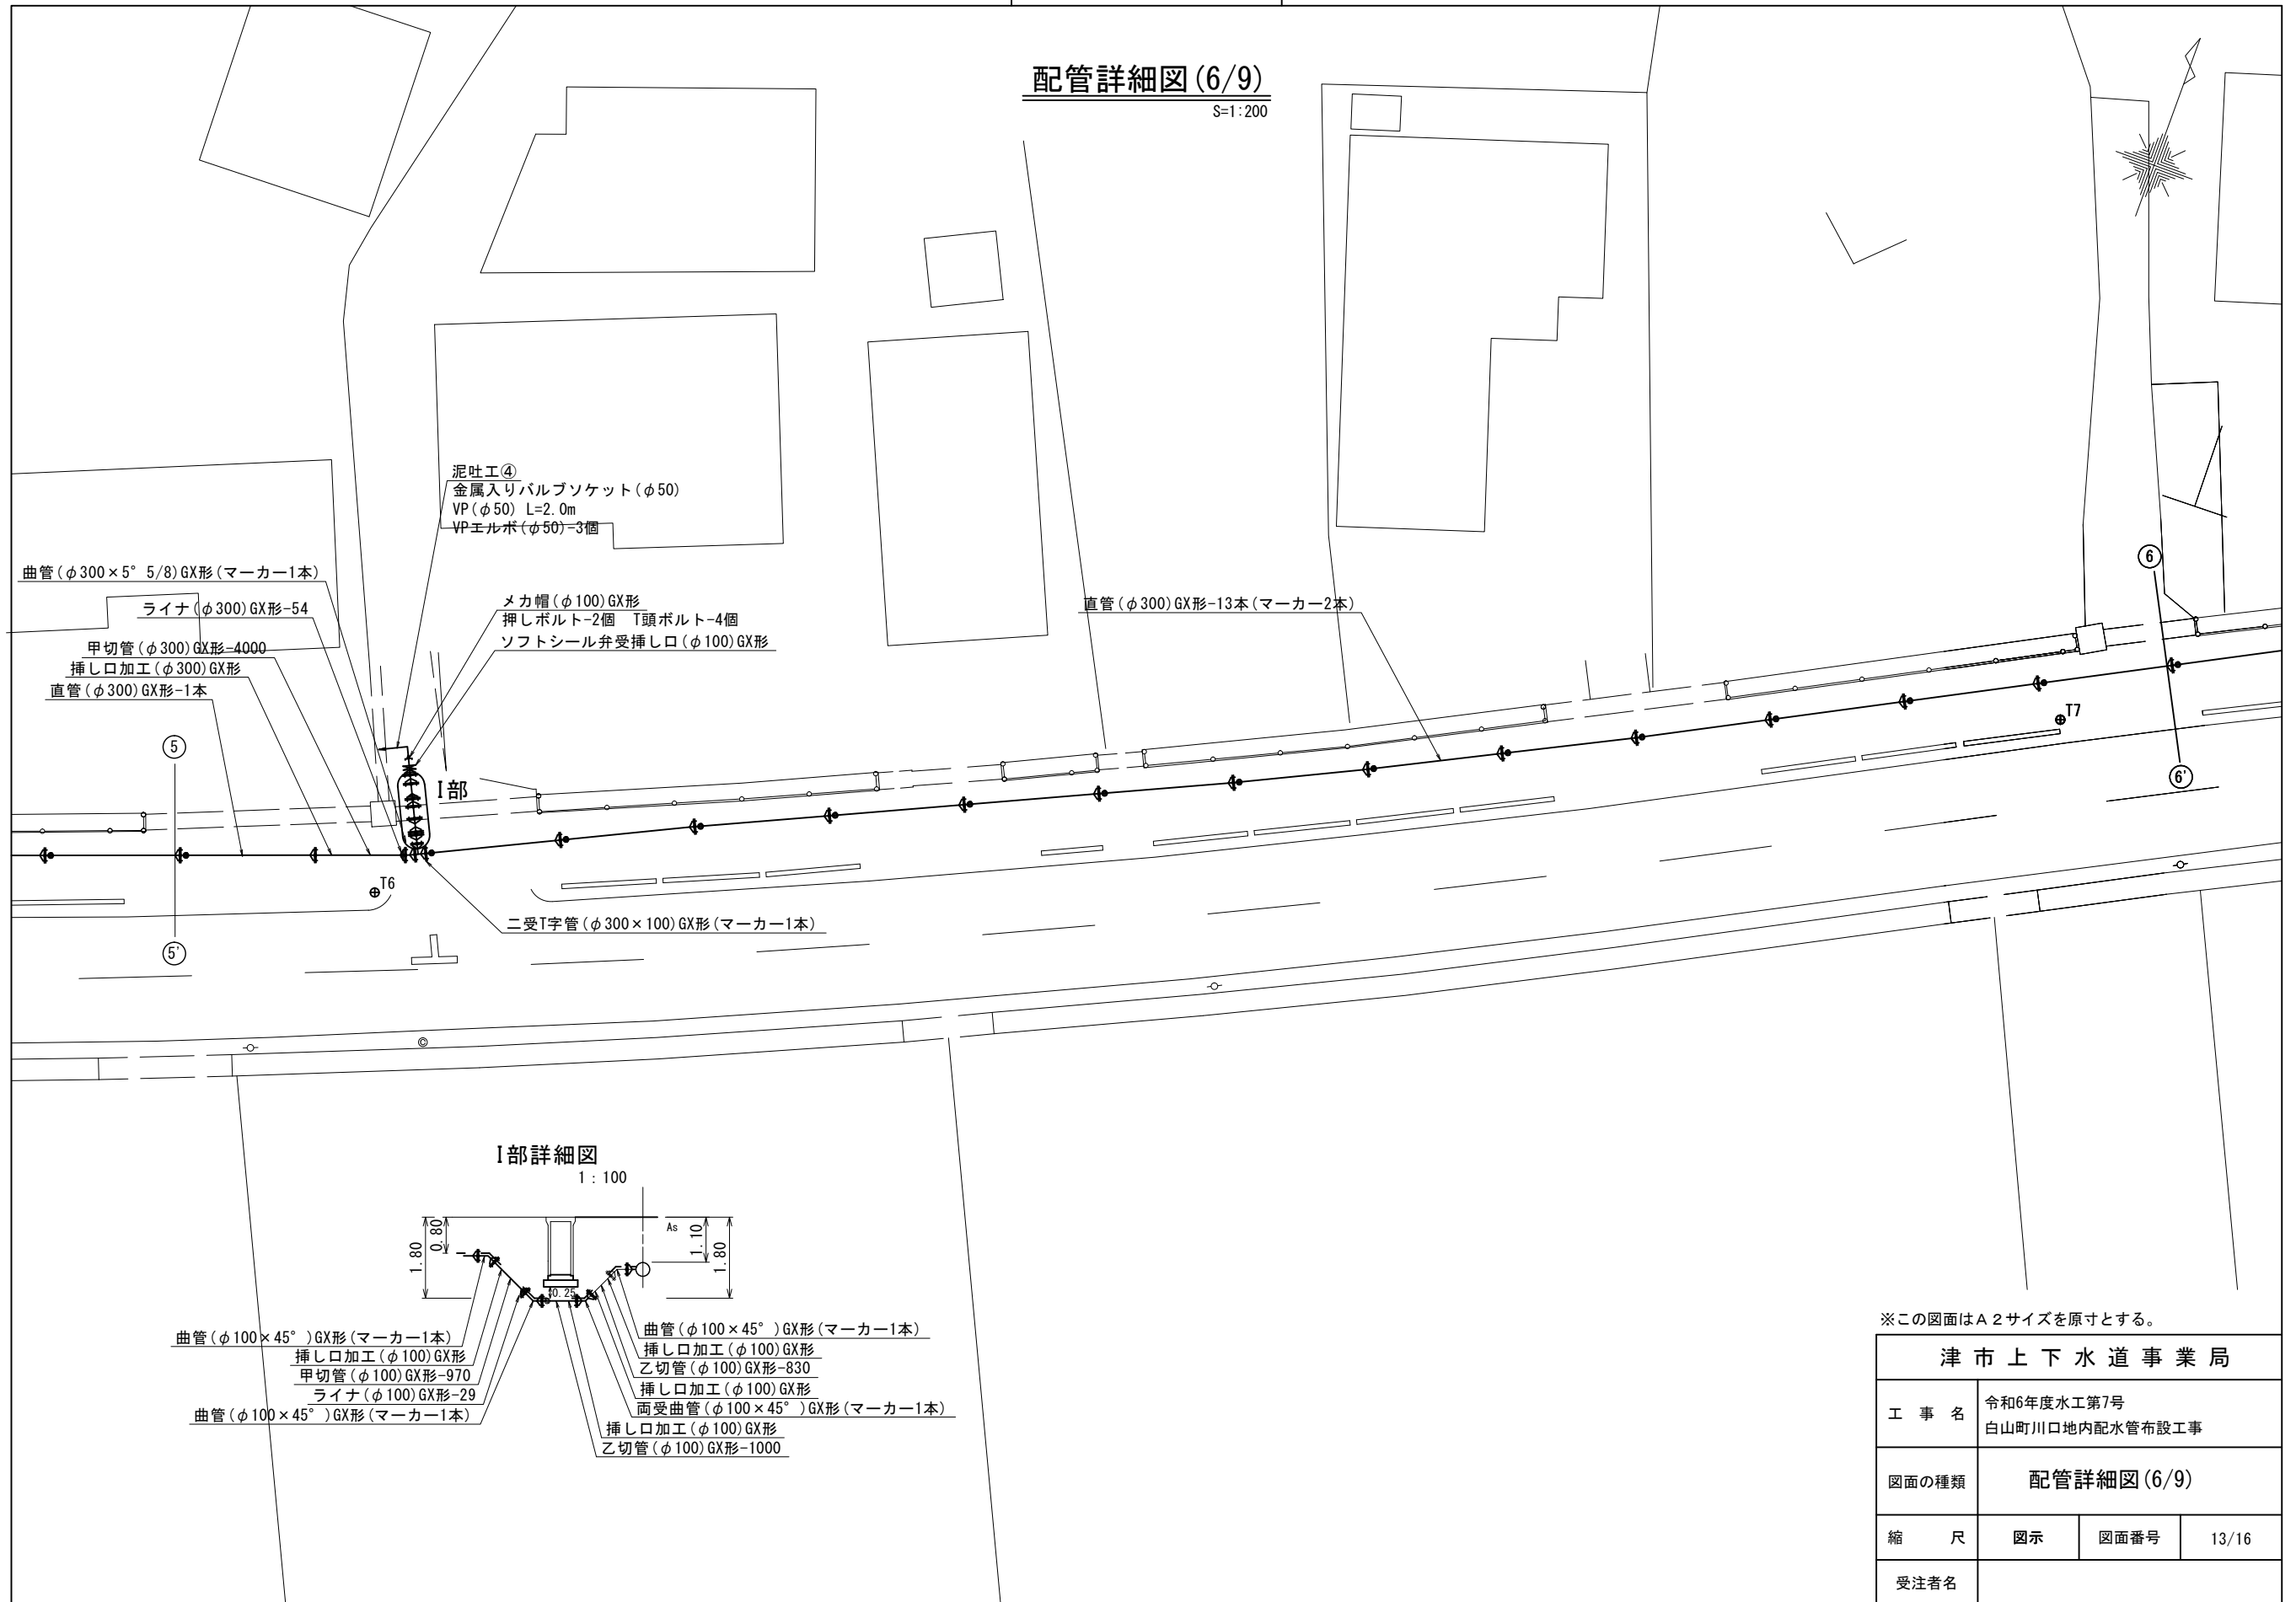 配管詳細図(6/9)
S=1:200
泥吐工④
金属入りバルブソケット(φ50)
VP(φ50) L=2.0m
VPエルボ(φ50)-3個
曲管(φ300×5° 5/8)GX形(マーカー1本)
ライナ(φ300)GX形-54
甲切管(φ300)GX形-4000
挿し口加工(φ300)GX形
直管(φ300)GX形-1本
メカ帽(φ100)GX形
押しボルト-2個 T頭ボルト-4個
ソフトシール弁受挿し口(φ100)GX形
直管(φ300)GX形-13本(マーカー2本)
⑥
⑥'
T7
⑤
⑤'
I部
T6
二受T字管(φ300×100)GX形(マーカー1本)
I部詳細図
1:100
1.80
0.80
As
1.10
1.80
0.25
曲管(φ100×45°)GX形(マーカー1本)
挿し口加工(φ100)GX形
甲切管(φ100)GX形-970
ライナ(φ100)GX形-29
曲管(φ100×45°)GX形(マーカー1本)
曲管(φ100×45°)GX形(マーカー1本)
挿し口加工(φ100)GX形
乙切管(φ100)GX形-830
挿し口加工(φ100)GX形
両受曲管(φ100×45°)GX形(マーカー1本)
挿し口加工(φ100)GX形
乙切管(φ100)GX形-1000
※この図面はA2サイズを原寸とする。
津市上下水道事業局
工事名 令和6年度水工第7号
白山町川口地内配水管布設工事
図面の種類 配管詳細図(6/9)
縮尺 図示 図面番号 13/16
受注者名